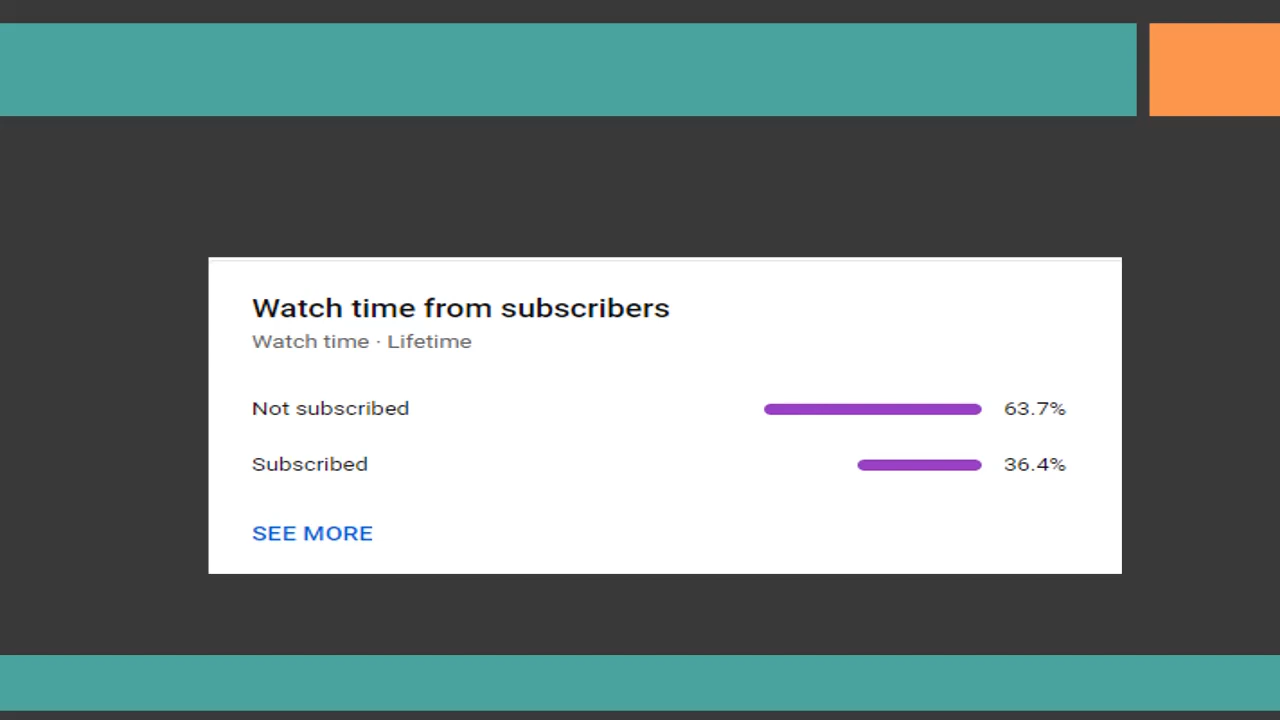 Watch time from subscribers
Watch time · Lifetime
Not subscribed 63.7%
Subscribed 36.4%
SEE MORE